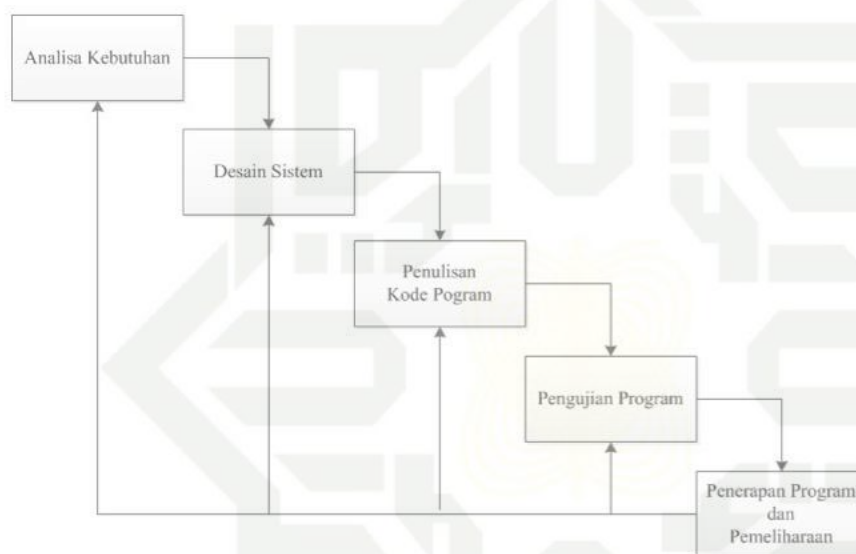 Analisa Kebutuhan
Desain Sistem
Penulisan
Kode Pogram
Pengujian Program
Penerapan Program
dan
Pemeliharaan